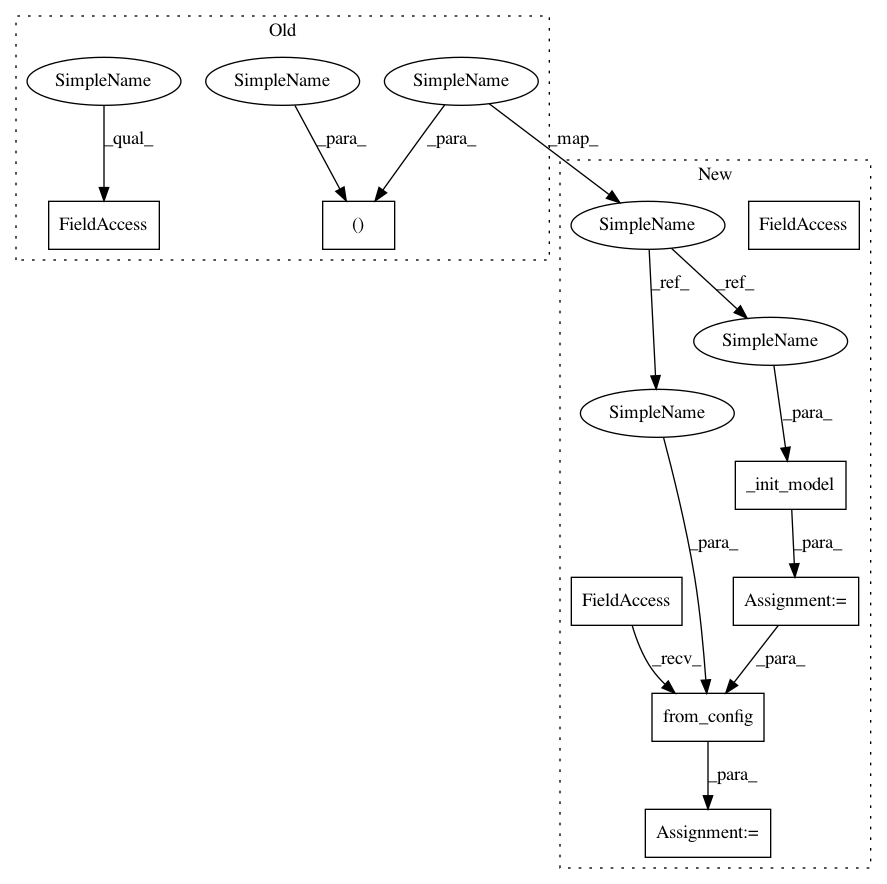 Old
SimpleName
SimpleName
SimpleName
_qual_
_para_
_para_
_map_
FieldAccess
()
New
SimpleName
FieldAccess
_ref_
_ref_
SimpleName
SimpleName
_para_
_init_model
_para_
_para_
FieldAccess
Assignment:=
_recv_
_para_
from_config
_para_
Assignment:=